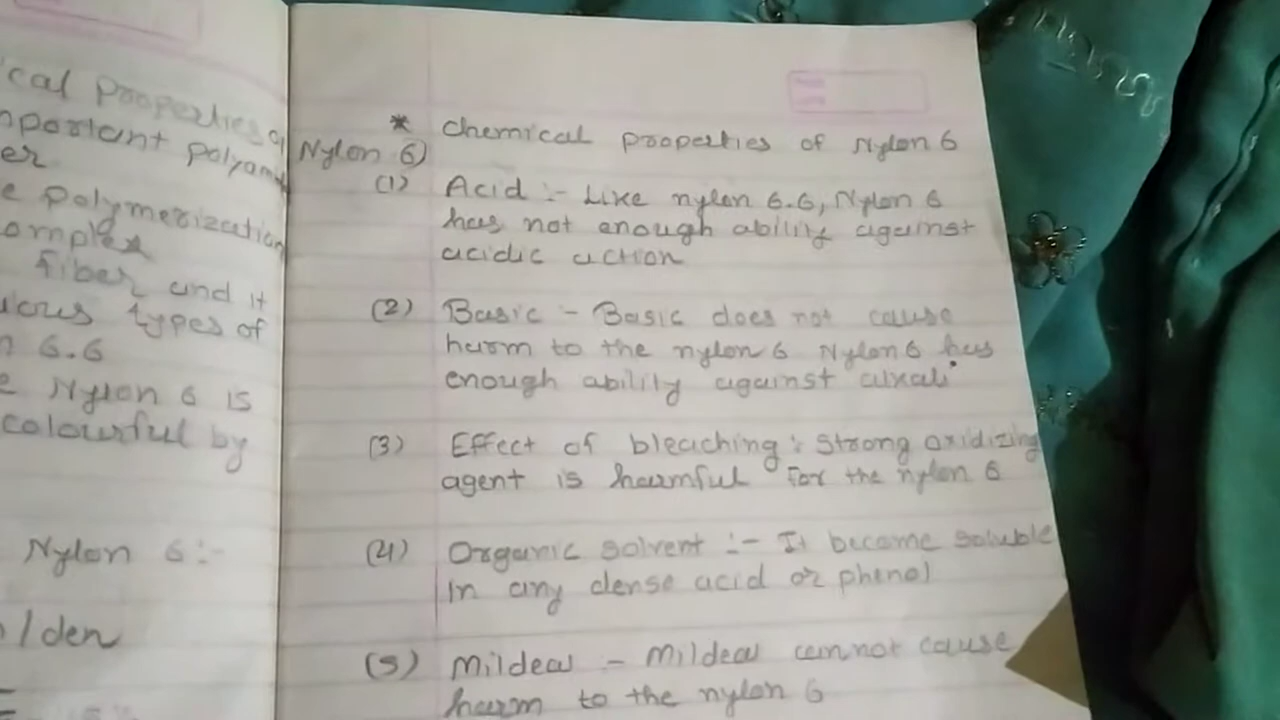 ical Properties of
mportant polyam
er
e polymerization
omplex
fiber and it
types of
n 6.6
e Nylon 6 is
colourful by
Nylon 6:-
/den
* chemical properties of Nylon 6
Nylon 6)
(1) Acid :- Like nylon 6.6, Nylon 6
has not enough ability against
acidic action
(2) Basic - Basic does not cause
harm to the nylon 6 Nylon 6 has
enough ability against alkali.
(3) Effect of bleaching : Strong oxidizing
agent is harmful for the nylon 6
(4) Organic solvent :- It became soluble
in any dense acid or phenol
(5) Mildew - Mildew cannot cause
harm to the nylon 6